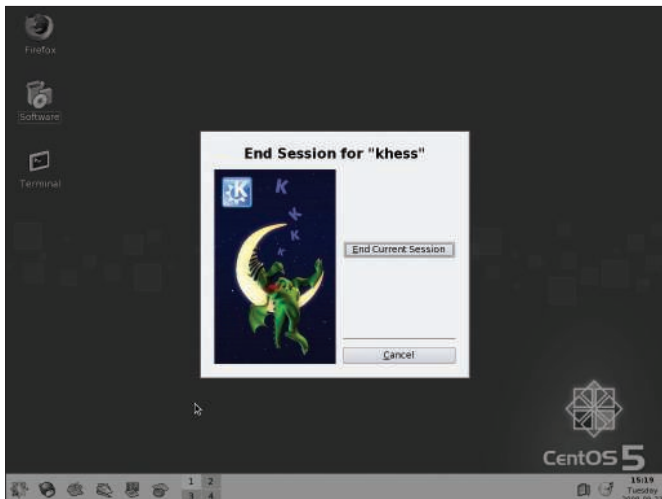 Firefox
Software
Terminal
End Session for "khess"
K
K
K
K
K
End Current Session
Cancel
CentOS 5
1 2
3 4
15:19
Tuesday